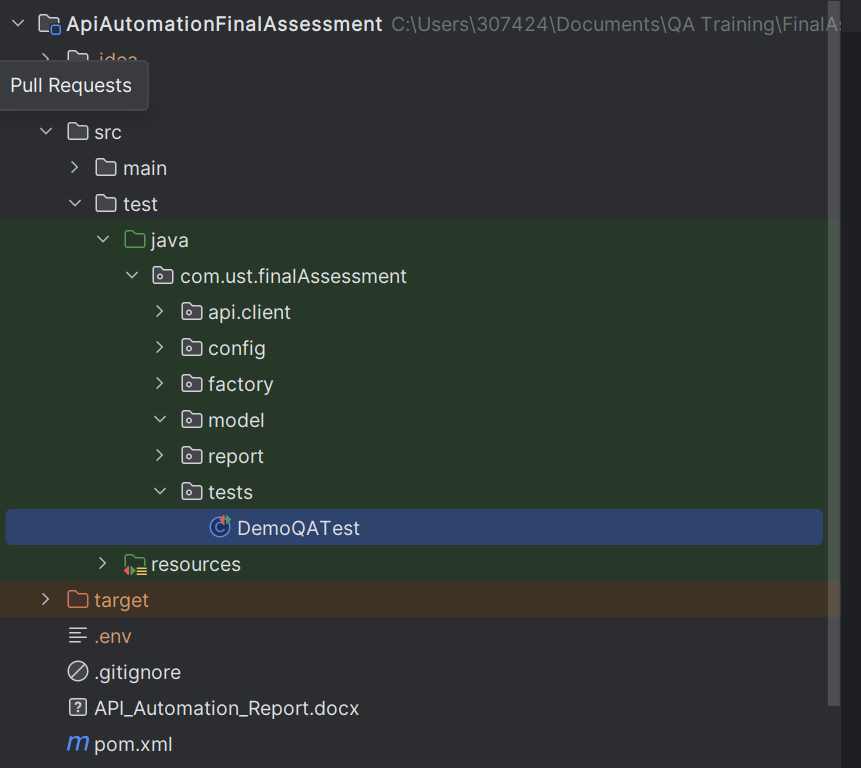 ApiAutomationFinalAssessment C:\Users\307424\Documents\QA Training\FinalAs
.idea
Pull Requests
src
main
test
java
com.ust.finalAssessment
api.client
config
factory
model
report
tests
DemoQATest
resources
target
.env
.gitignore
API_Automation_Report.docx
pom.xml